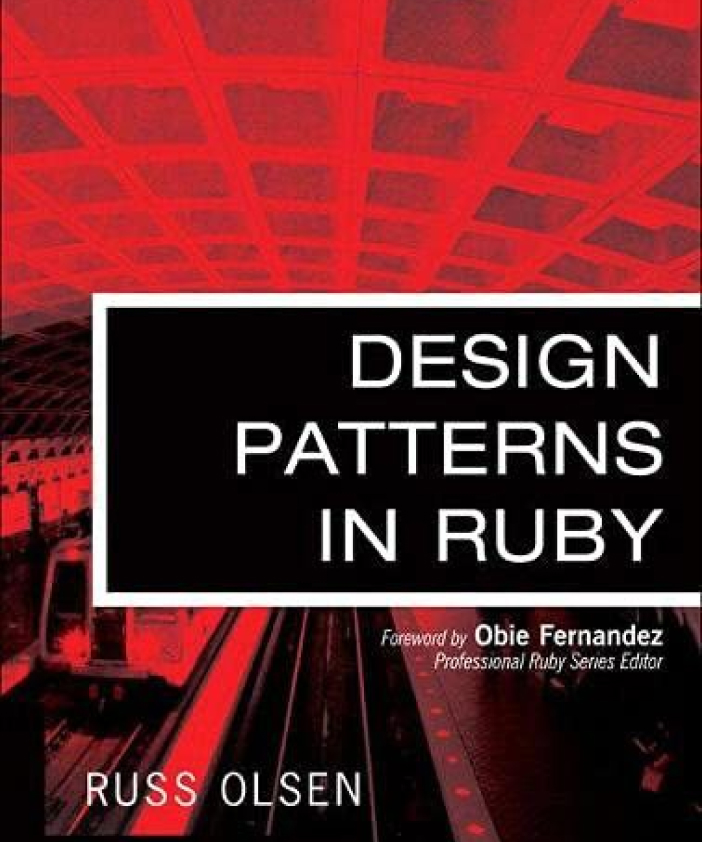 DESIGN
PATTERNS
IN RUBY
Foreword by Obie Fernandez
Professional Ruby Series Editor
RUSS OLSEN